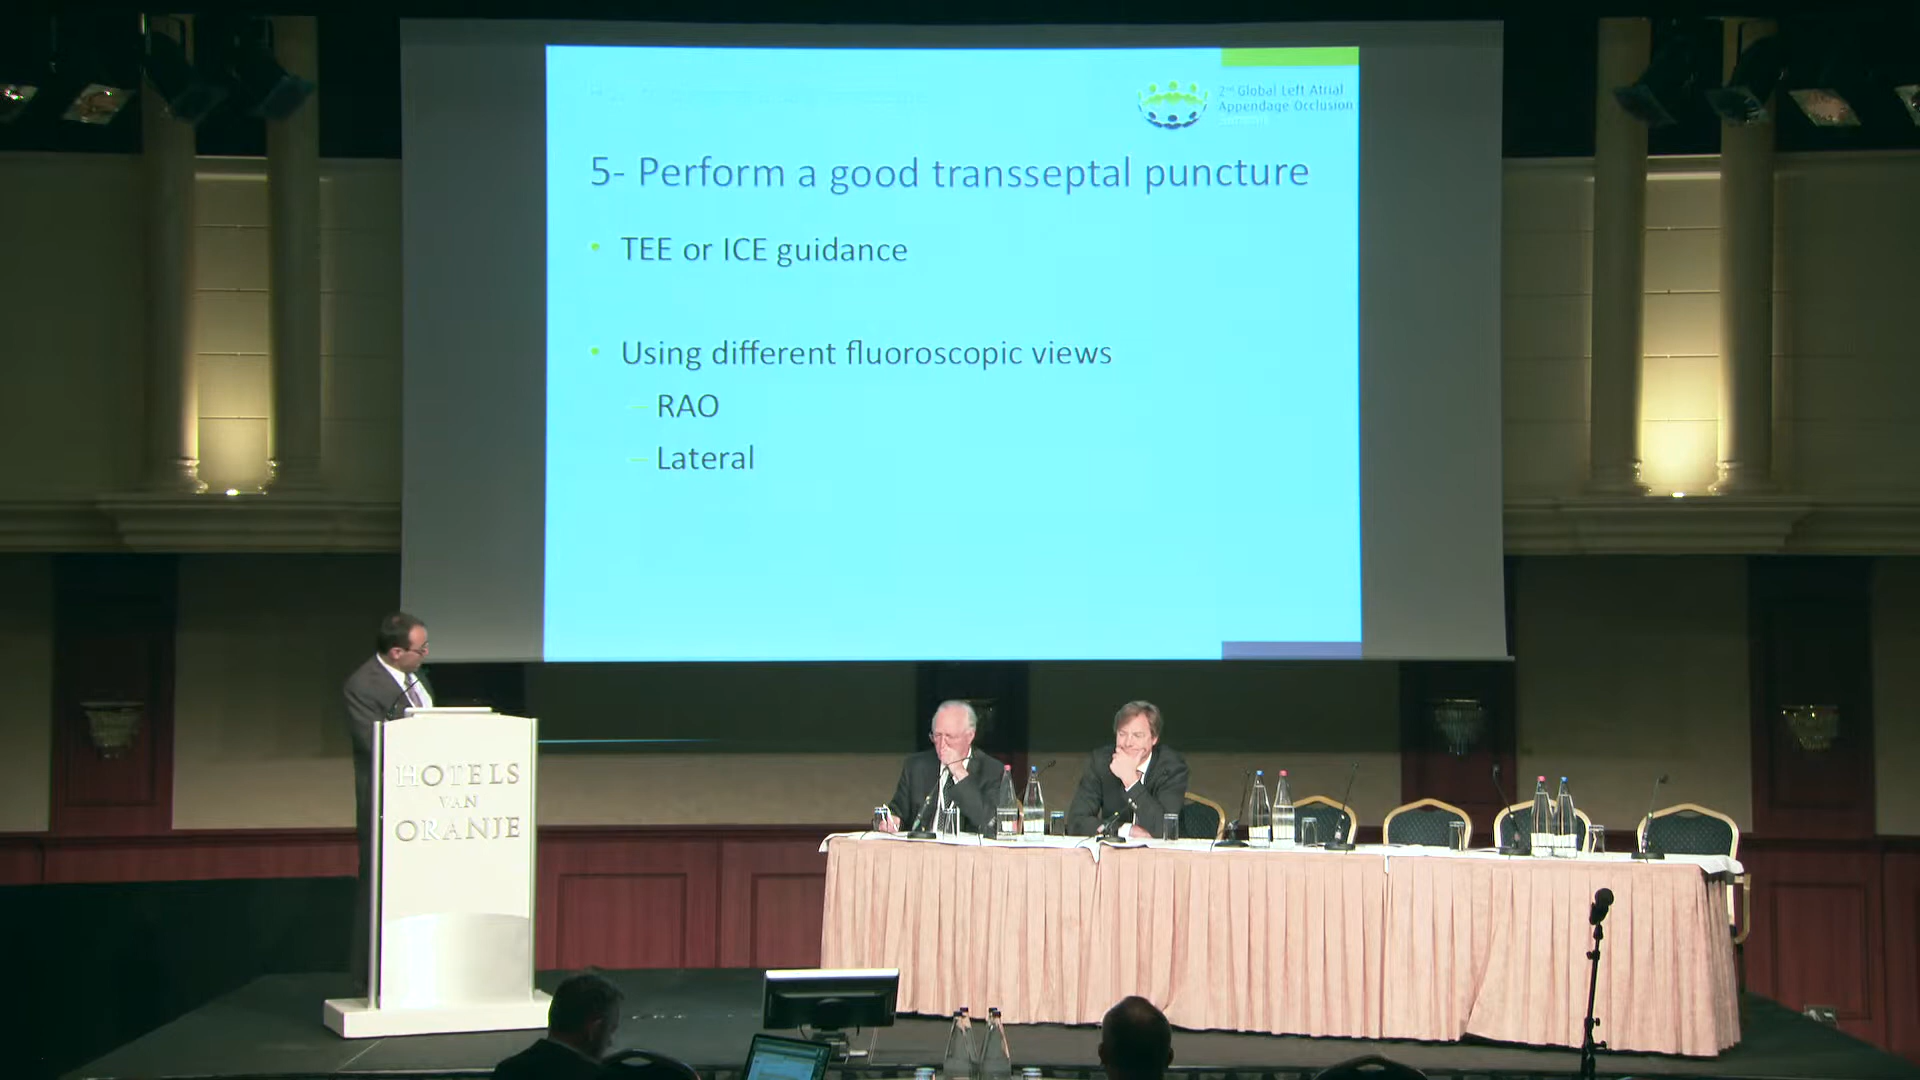 2nd Global Left Atrial
Appendage Occlusion
Summit
5- Perform a good transseptal puncture
• TEE or ICE guidance
• Using different fluoroscopic views
– RAO
– Lateral
HOTELS
VAN
ORANJE